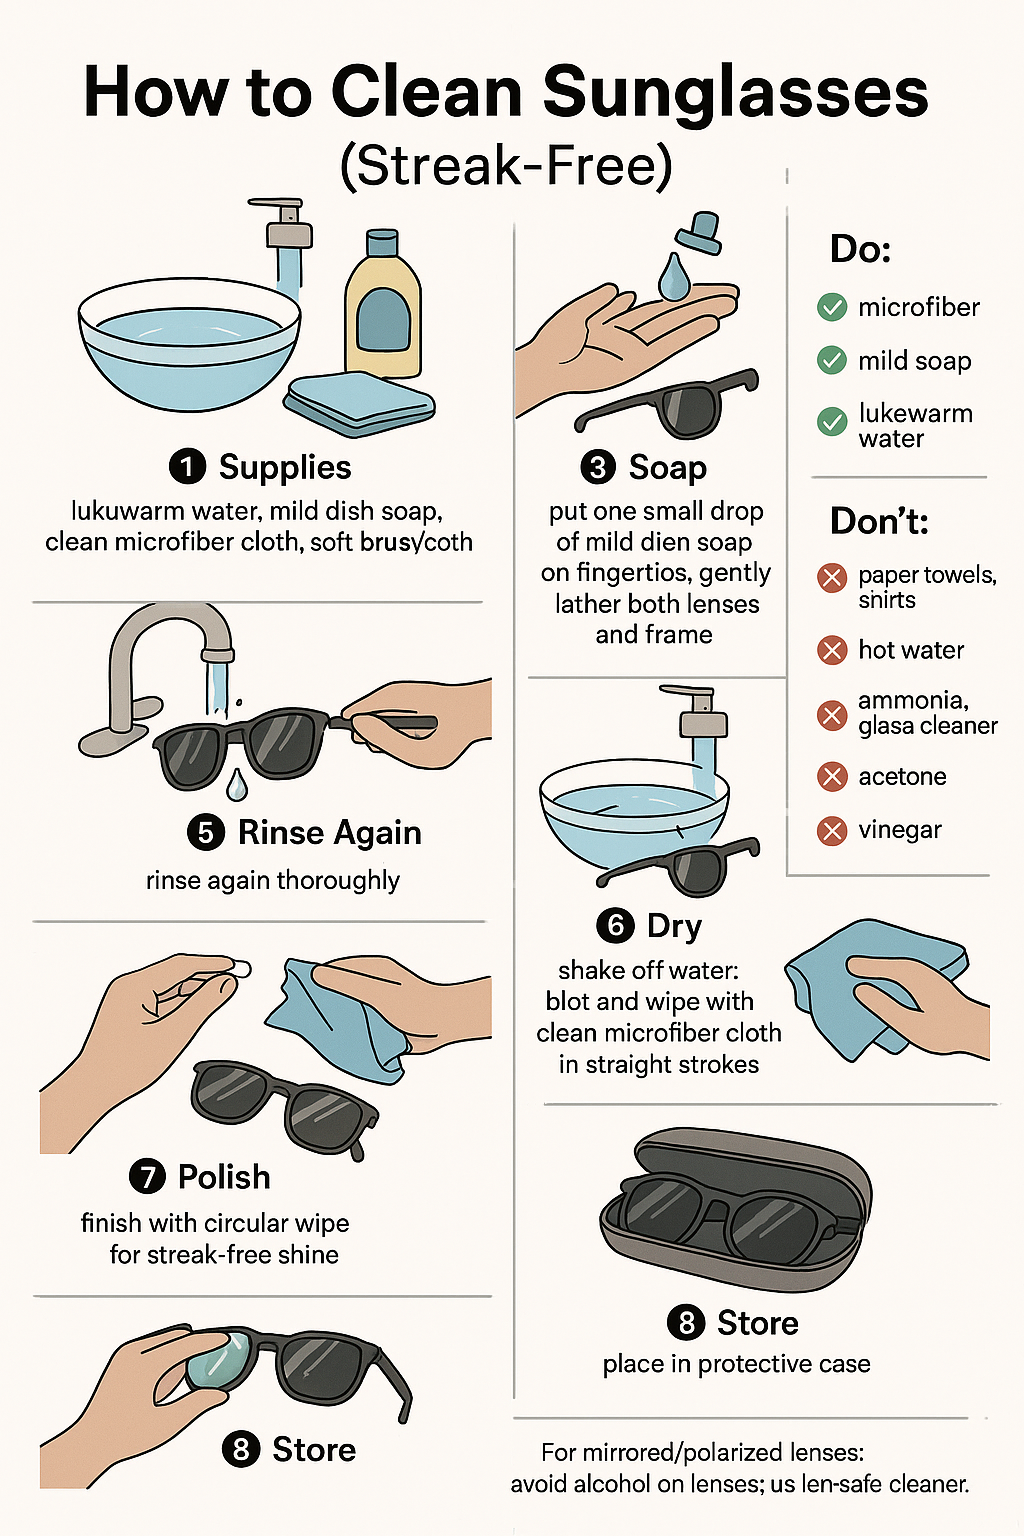 How to Clean Sunglasses
(Streak-Free)
1 Supplies
lukuwarm water, mild dish soap,
clean microfiber cloth, soft brusy/coth
3 Soap
put one small drop
of mild dien soap
on fingertios, gently
lather both lenses
and frame
Do:
microfiber
mild soap
lukewarm
water
Don't:
paper towels,
shirts
hot water
ammonia,
glasa cleaner
acetone
vinegar
5 Rinse Again
rinse again thoroughly
6 Dry
shake off water:
blot and wipe with
clean microfiber cloth
in straight strokes
7 Polish
finish with circular wipe
for streak-free shine
8 Store
place in protective case
8 Store
For mirrored/polarized lenses:
avoid alcohol on lenses; us len-safe cleaner.